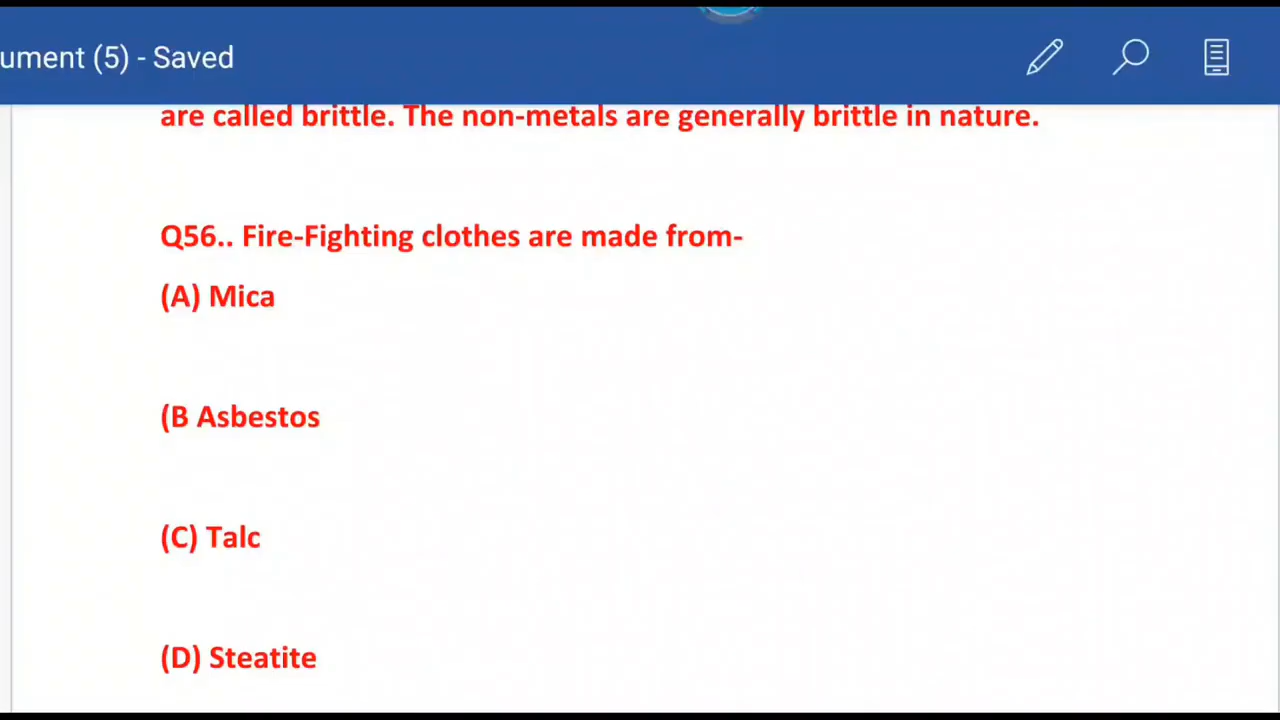 ument (5) - Saved
are called brittle. The non-metals are generally brittle in nature.
Q56.. Fire-Fighting clothes are made from-
(A) Mica
(B Asbestos
(C) Talc
(D) Steatite